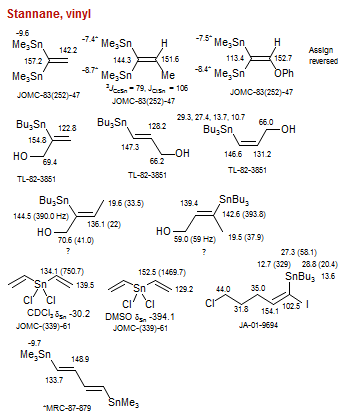 Stannane, vinyl
-9.6
Me3Sn 142.2
157.2
Me3Sn
JOMC-83(252)-47
-7.4* Me3Sn H
144.3 151.6
-8.7* Me3Sn Me
3JCSSn = 79, JCtSn = 106
JOMC-83(252)-47
-7.5* Me3Sn H
113.4 152.7
-8.4* Me3Sn OPh
JOMC-83(252)-47
Assign
reversed
Bu3Sn 122.8
154.8
HO 69.4
TL-82-3851
Bu3Sn 128.2
147.3
OH
66.2
TL-82-3851
29.3, 27.4, 13.7, 10.7 66.0
Bu3Sn OH
146.6 131.2
TL-82-3851
Bu3Sn 19.6 (33.5)
144.5 (390.0 Hz)
136.1 (22)
HO
70.6 (41.0)
?
139.4 SnBu3
142.6 (393.8)
HO
59.0 (59 Hz) 19.5 (37.9)
?
134.1 (750.7)
Sn 139.5
Cl Cl
CDCl3 δSn -30.2
JOMC-(339)-61
152.5 (1469.7)
Sn 129.2
Cl Cl
DMSO δSn -394.1
JOMC-(339)-61
27.3 (58.1)
12.7 (329) 28.8 (20.4)
SnBu3 13.6
44.0 35.0
Cl I
31.8 154.1 102.5
JA-01-9694
-9.7
Me3Sn 148.9
133.7
SnMe3
*MRC-87-879